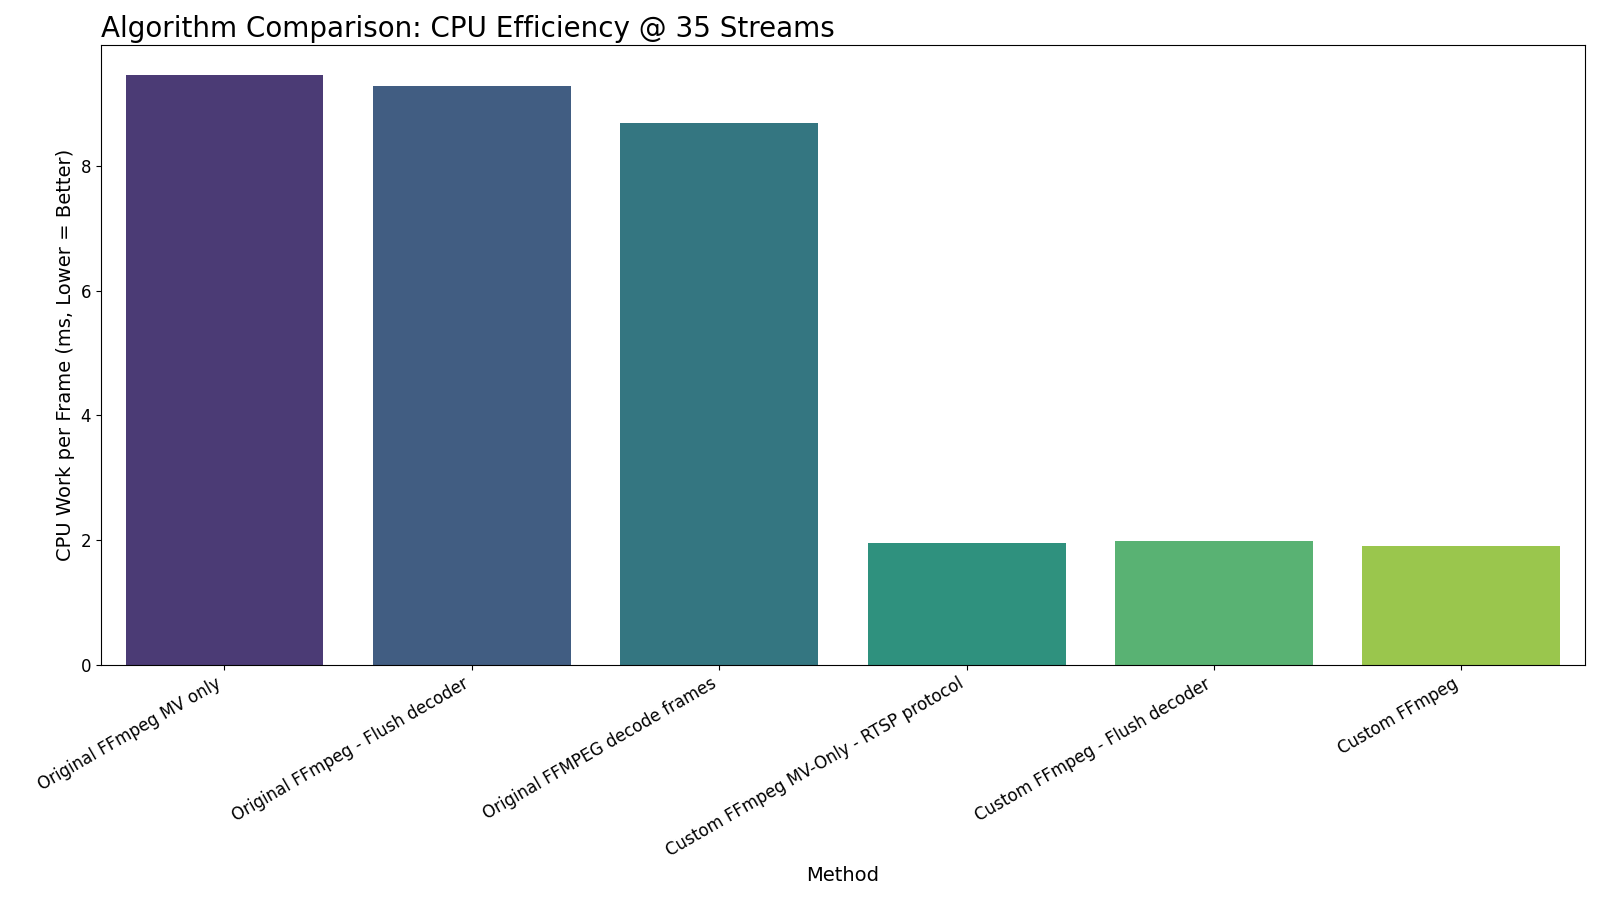 Algorithm Comparison: CPU Efficiency @ 35 Streams
CPU Work per Frame (ms, Lower = Better)
8
6
4
2
0
Original FFmpeg MV only
Original FFmpeg - Flush decoder
Original FFMPEG decode frames
Custom FFmpeg MV-Only - RTSP protocol
Custom FFmpeg - Flush decoder
Custom FFmpeg
Method